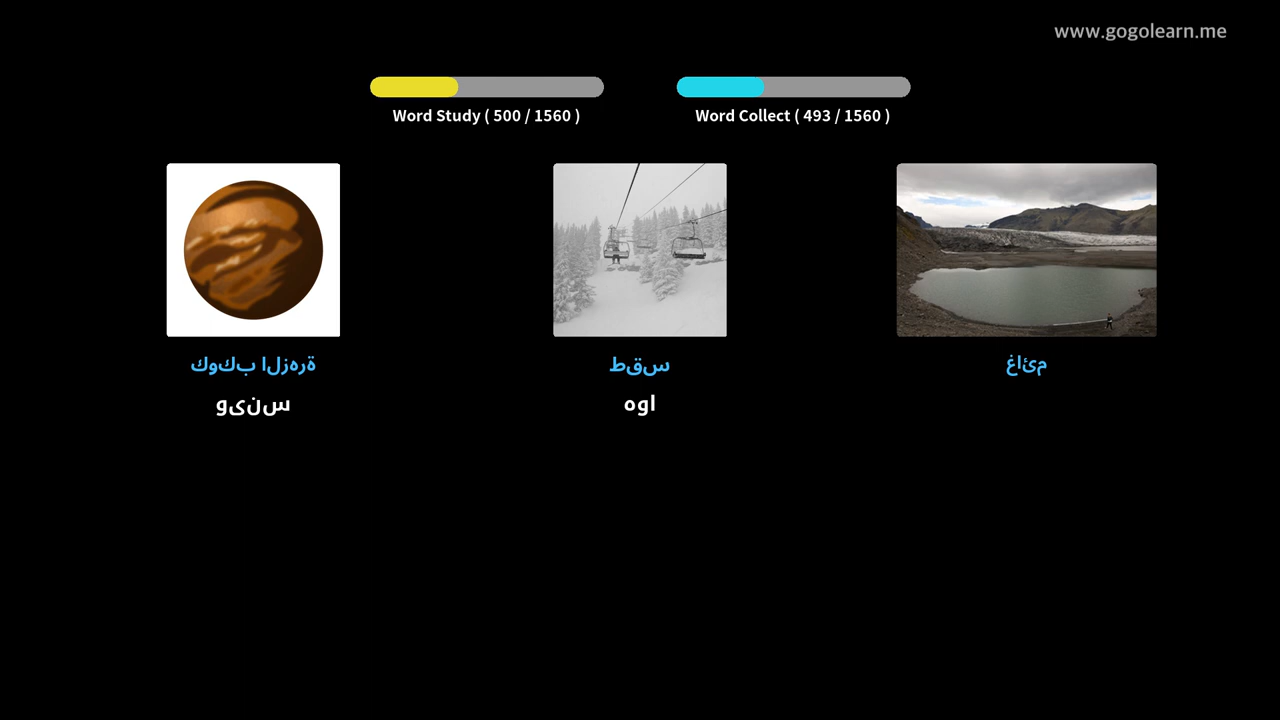 www.gogolearn.me
Word Study ( 500 / 1560 )
Word Collect ( 493 / 1560 )
كوكب الزهرة
طقس
غائم
وینس
هوا